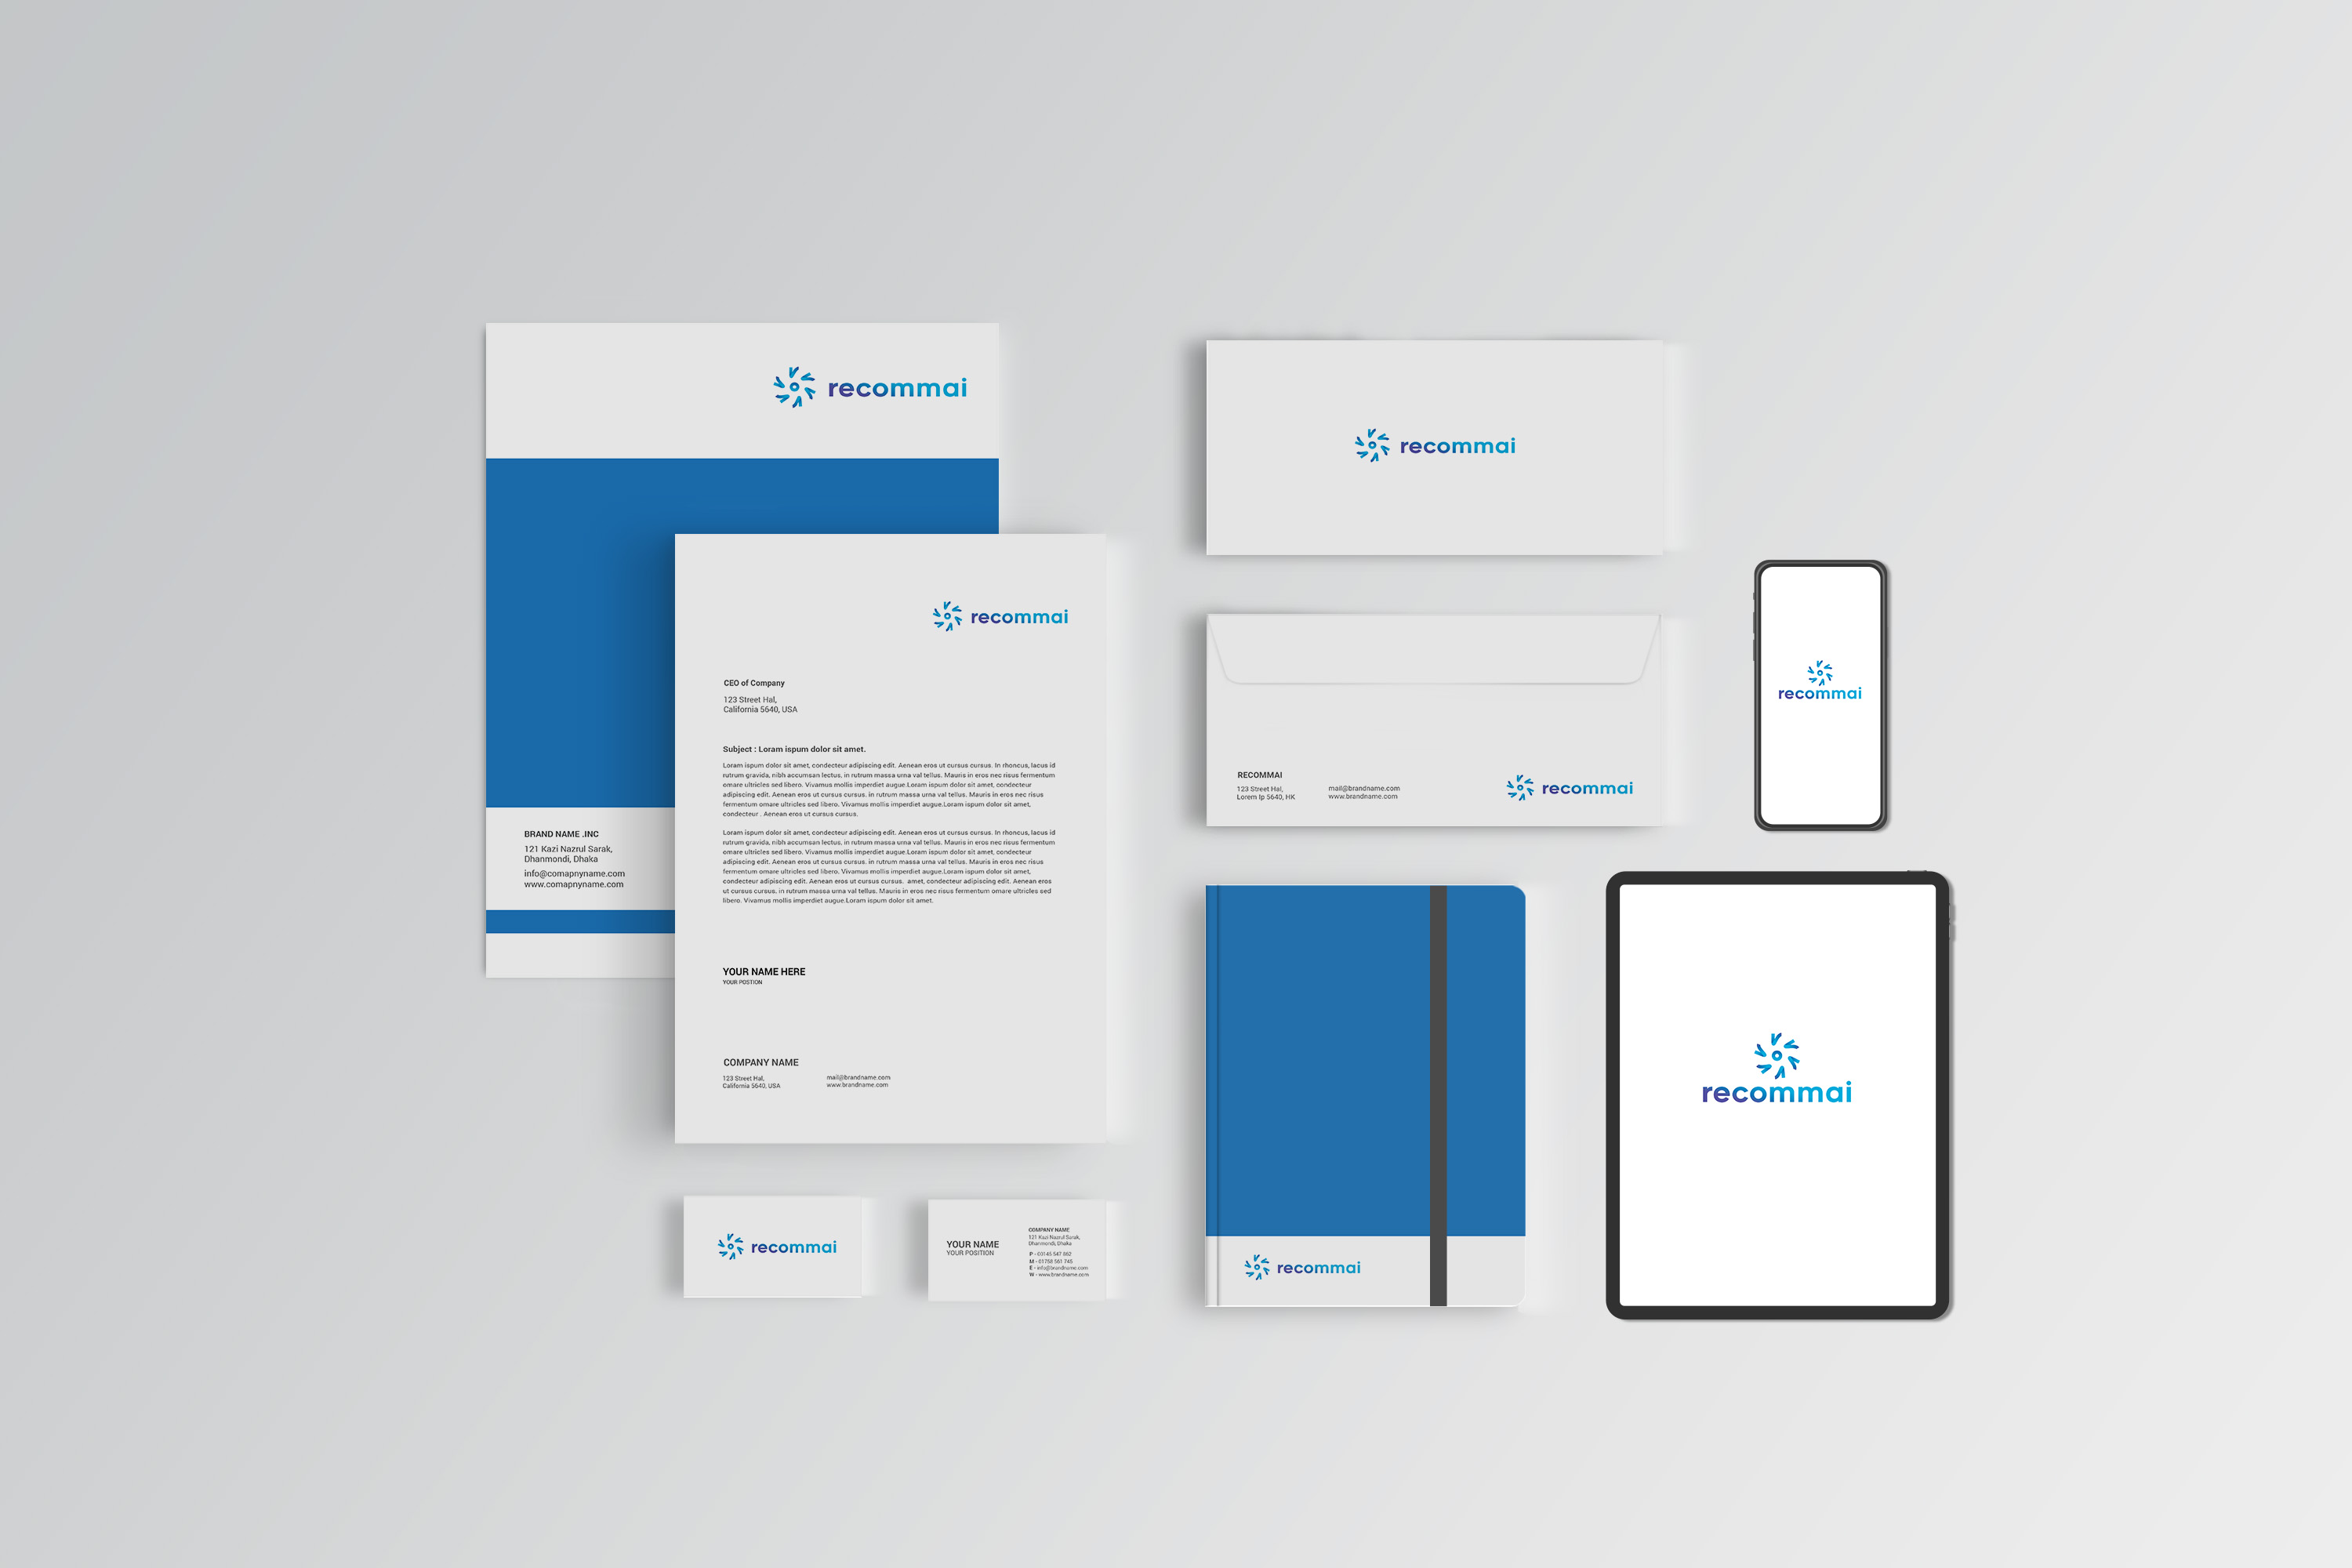 recommai
BRAND NAME .INC
121 Kazi Nazrul Sarak,
Dhanmondi, Dhaka
info@comapnyname.com
www.comapnyname.com
recommai
CEO of Company
123 Street Hal,
California 5640, USA
Subject : Loram ispum dolor sit amet.
Loram ispum dolor sit amet, condecteur adipiscing edit. Aenean eros ut cursus cursus. In rhoncus, lacus id
rutrum gravida, nibh accumsan lectus, in rutrum massa urna val tellus. Mauris in eros nec risus fermentum
ornare ultricles sed libero. Vivamus mollis imperdiet augue.Loram ispum dolor sit amet, condecteur
adipiscing edit. Aenean eros ut cursus cursus. in rutrum massa urna val tellus. Mauris in eros nec risus
fermentum ornare ultricles sed libero. Vivamus mollis imperdiet augue.Loram ispum dolor sit amet,
condecteur . Aenean eros ut cursus cursus.
Loram ispum dolor sit amet, condecteur adipiscing edit. Aenean eros ut cursus cursus. In rhoncus, lacus id
rutrum gravida, nibh accumsan lectus, in rutrum massa urna val tellus. Mauris in eros nec risus fermentum
ornare ultricles sed libero. Vivamus mollis imperdiet augue.Loram ispum dolor sit amet, condecteur
adipiscing edit. Aenean eros ut cursus cursus. in rutrum massa urna val tellus. Mauris in eros nec risus
fermentum ornare ultricles sed libero. Vivamus mollis imperdiet augue.Loram ispum dolor sit amet,
condecteur adipiscing edit. Aenean eros ut cursus cursus. amet, condecteur adipiscing edit. Aenean eros
ut cursus cursus, in rutrum massa urna val tellus. Mauris in eros nec risus fermentum ornare ultricles sed
libero. Vivamus mollis imperdiet augue.Loram ispum dolor sit amet.
YOUR NAME HERE
YOUR POSTION
COMPANY NAME
123 Street Hal,
California 5640, USA
mail@brandname.com
www.brandname.com
recommai
YOUR NAME
YOUR POSITION
COMPANY NAME
121 Kazi Nazrul Sarak,
Dhanmondi, Dhaka
P - 03145 547 862
M - 01768 561 745
E - info@brandname.com
W - www.brandname.com
recommai
RECOMMAI
123 Street Hal,
Lorem Ip 5640, HK
mail@brandname.com
www.brandname.com
recommai
recommai
recommai
recommai